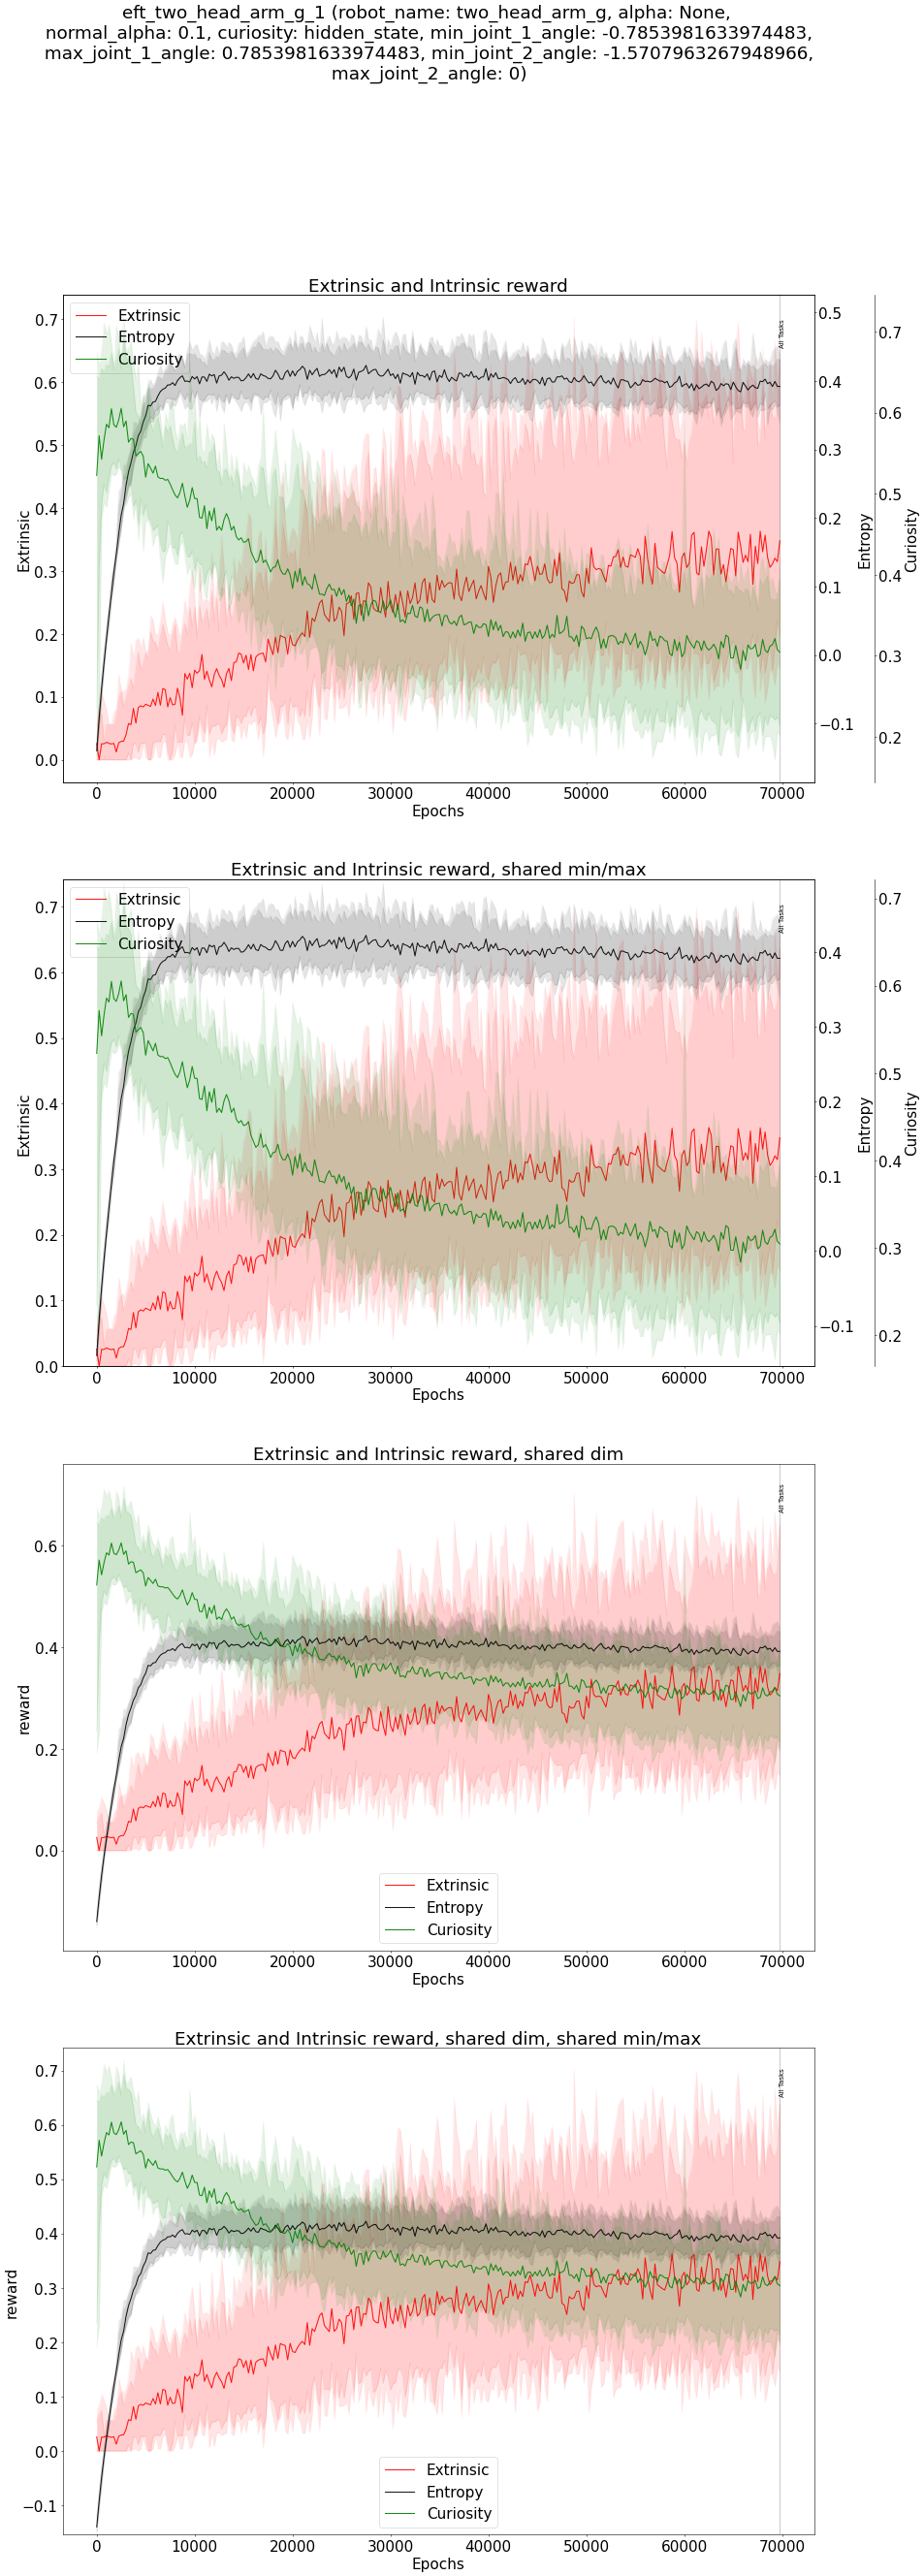 eft_two_head_arm_g_1 (robot_name: two_head_arm_g, alpha: None,
normal_alpha: 0.1, curiosity: hidden_state, min_joint_1_angle: -0.7853981633974483,
max_joint_1_angle: 0.7853981633974483, min_joint_2_angle: -1.5707963267948966,
max_joint_2_angle: 0)
Extrinsic and Intrinsic reward
Extrinsic
Entropy
Curiosity
All Tasks
0.7
0.6
0.5
0.4
0.3
0.2
0.1
0.0
Extrinsic
0.5
0.4
0.3
0.2
0.1
0.0
−0.1
Entropy
0.7
0.6
0.5
0.4
0.3
0.2
Curiosity
0 10000 20000 30000 40000 50000 60000 70000
Epochs
Extrinsic and Intrinsic reward, shared min/max
Extrinsic
Entropy
Curiosity
All Tasks
0.7
0.6
0.5
0.4
0.3
0.2
0.1
0.0
Extrinsic
0.4
0.3
0.2
0.1
0.0
−0.1
Entropy
0.7
0.6
0.5
0.4
0.3
0.2
Curiosity
0 10000 20000 30000 40000 50000 60000 70000
Epochs
Extrinsic and Intrinsic reward, shared dim
All Tasks
0.6
0.4
0.2
0.0
reward
Extrinsic
Entropy
Curiosity
0 10000 20000 30000 40000 50000 60000 70000
Epochs
Extrinsic and Intrinsic reward, shared dim, shared min/max
All Tasks
0.7
0.6
0.5
0.4
0.3
0.2
0.1
0.0
−0.1
reward
Extrinsic
Entropy
Curiosity
0 10000 20000 30000 40000 50000 60000 70000
Epochs